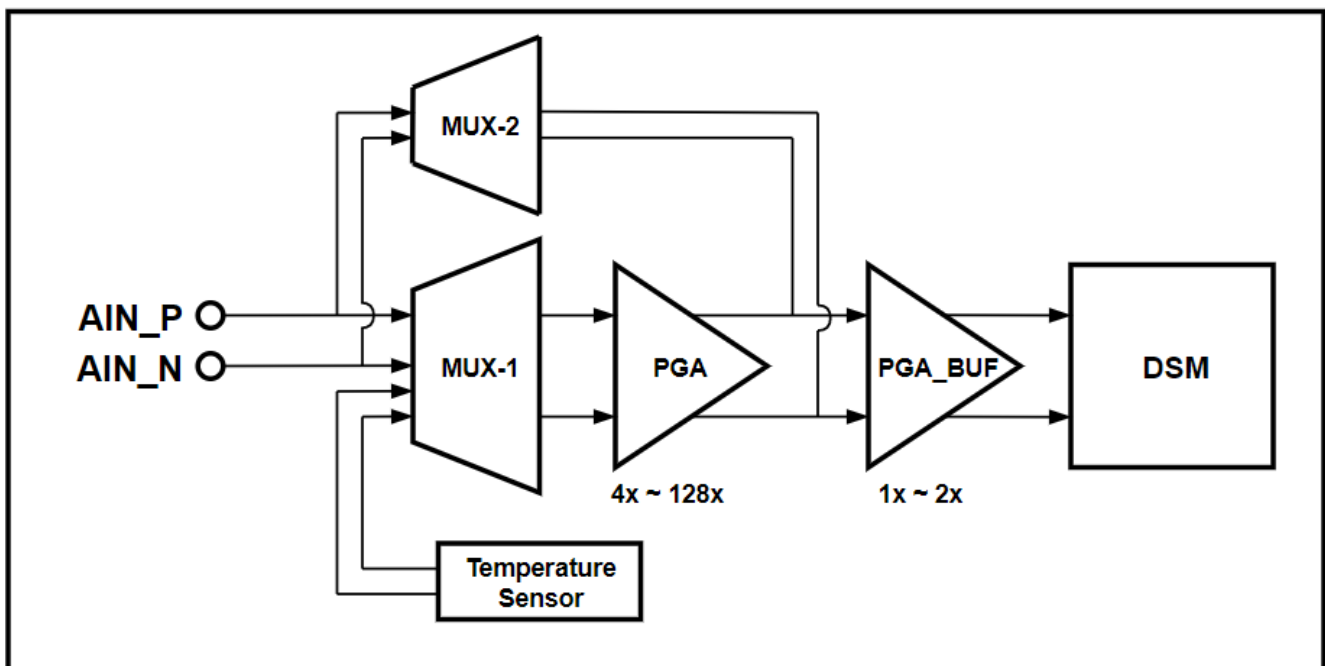 MUX-2
AIN_P
AIN_N
MUX-1
PGA
PGA_BUF
DSM
4x ~ 128x
1x ~ 2x
Temperature
Sensor